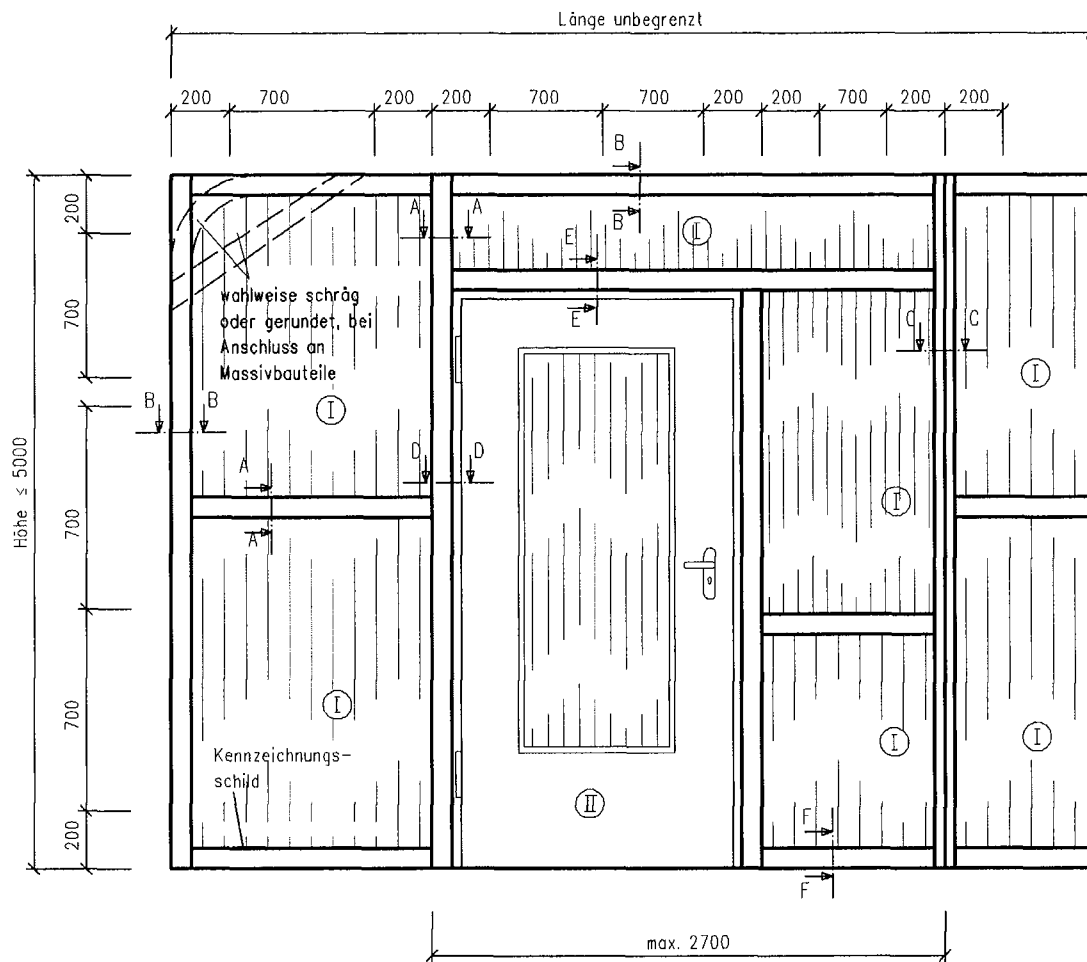 Länge unbegrenzt
200 700 200 200 700 700 200 200 700 200 200
B
B
A A
E
E
II
C C
I
200
700
700
700
200
Höhe ≤ 5000
wahlweise schräg
oder gerundet, bei
Anschluss an
Massivbauteile
I
B B
A
A
D D
I
I
I
I
Kennzeichnungs-
schild
II
F
F
max. 2700